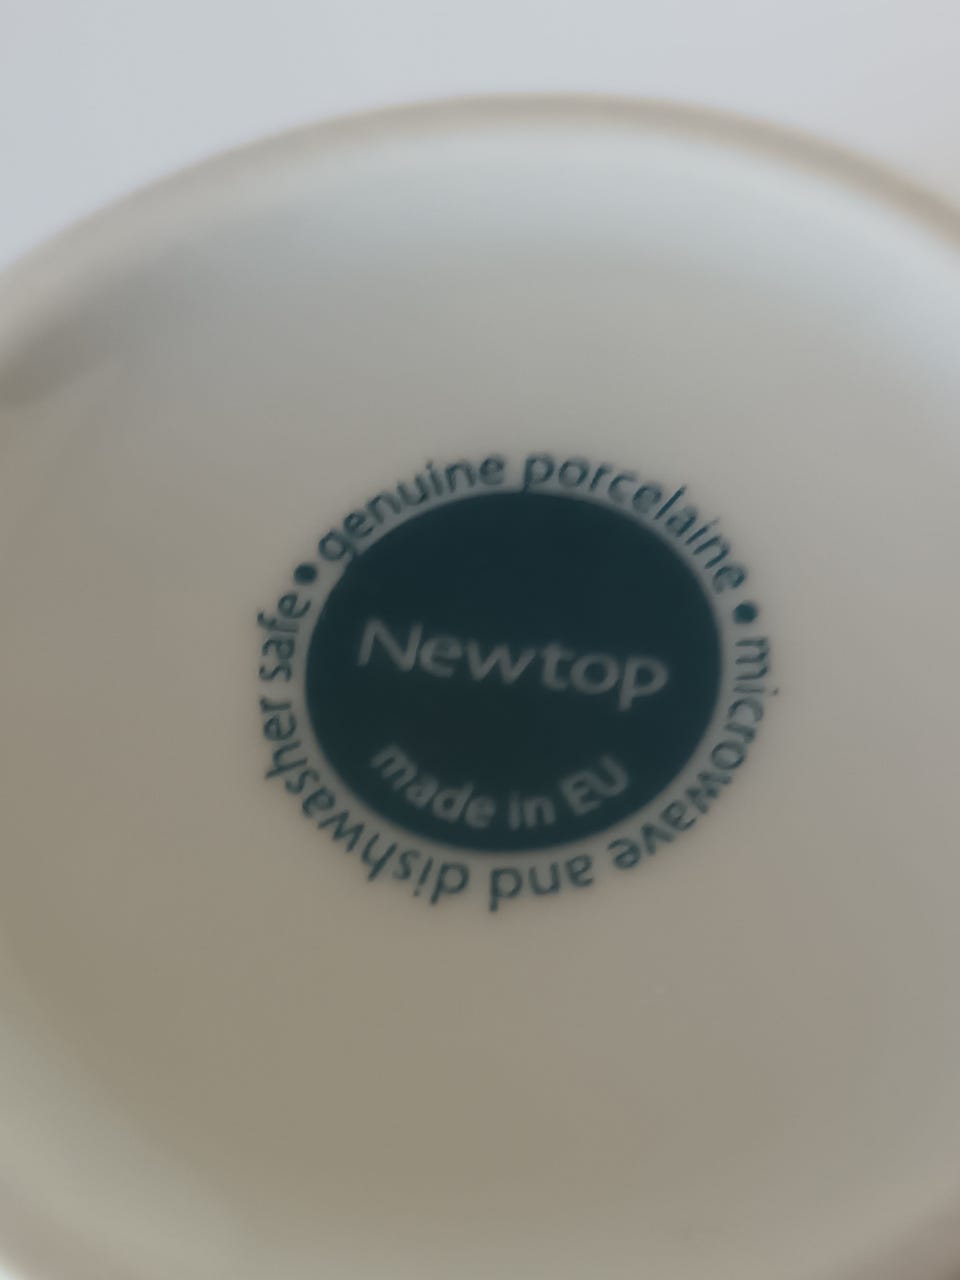 • genuine porcelaine • microwave and dishwasher safe
Newtop
made in EU